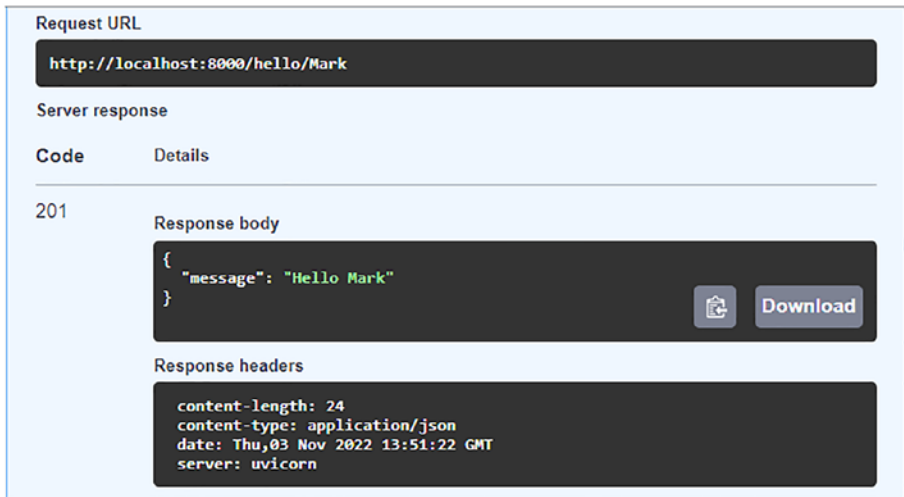 Request URL
http://localhost:8000/hello/Mark
Server response
Code Details
201
Response body
{
"message": "Hello Mark"
}
Download
Response headers
content-length: 24
content-type: application/json
date: Thu,03 Nov 2022 13:51:22 GMT
server: uvicorn